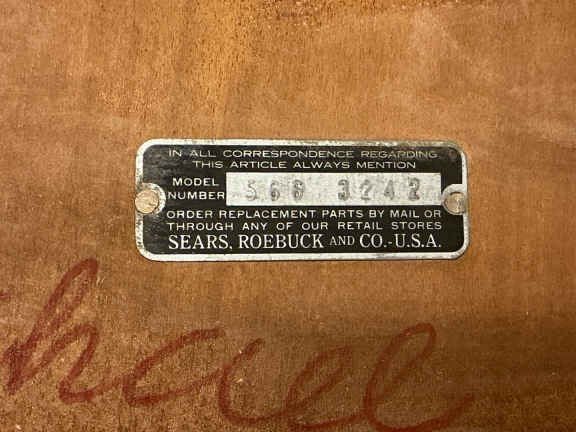 IN ALL CORRESPONDENCE REGARDING
THIS ARTICLE ALWAYS MENTION
MODEL
NUMBER 566 3242
ORDER REPLACEMENT PARTS BY MAIL OR
THROUGH ANY OF OUR RETAIL STORES
SEARS, ROEBUCK AND CO.-U.S.A.